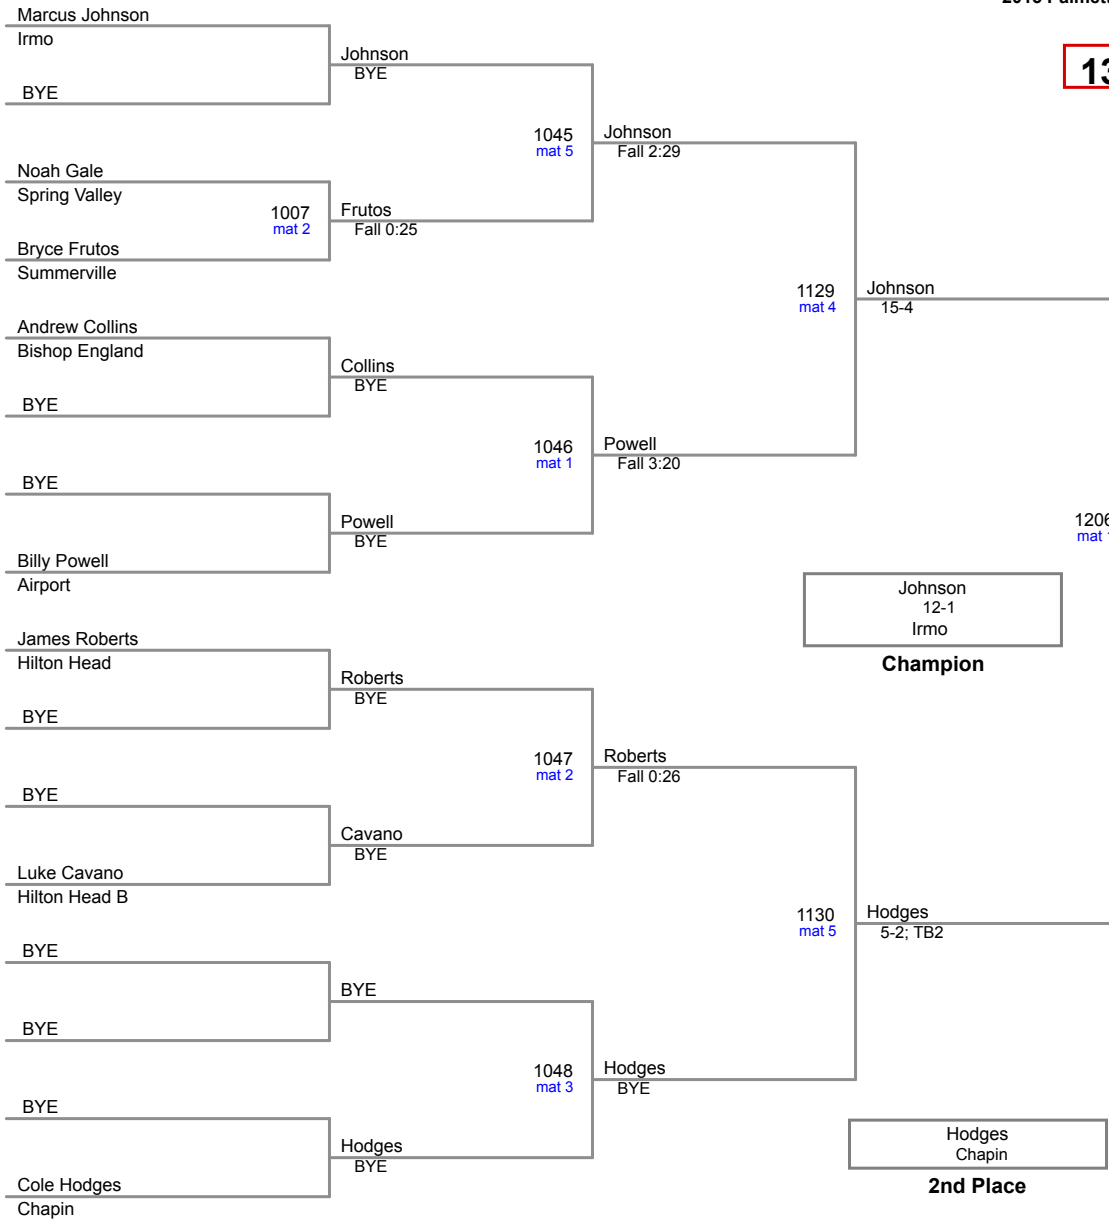 Marcus Johnson
Irmo
BYE
Johnson
BYE
Noah Gale
Spring Valley
1007
mat 2
Bryce Frutos
Summerville
Frutos
Fall 0:25
1045
mat 5
Johnson
Fall 2:29
Andrew Collins
Bishop England
BYE
Collins
BYE
BYE
Billy Powell
Airport
Powell
BYE
1046
mat 1
Powell
Fall 3:20
1129
mat 4
Johnson
15-4
James Roberts
Hilton Head
BYE
Roberts
BYE
BYE
Luke Cavano
Hilton Head B
Cavano
BYE
1047
mat 2
Roberts
Fall 0:26
BYE
BYE
BYE
BYE
Cole Hodges
Chapin
Hodges
BYE
1048
mat 3
Hodges
BYE
1130
mat 5
Hodges
5-2; TB2
13
1206
mat
Johnson
12-1
Irmo
Champion
Hodges
Chapin
2nd Place